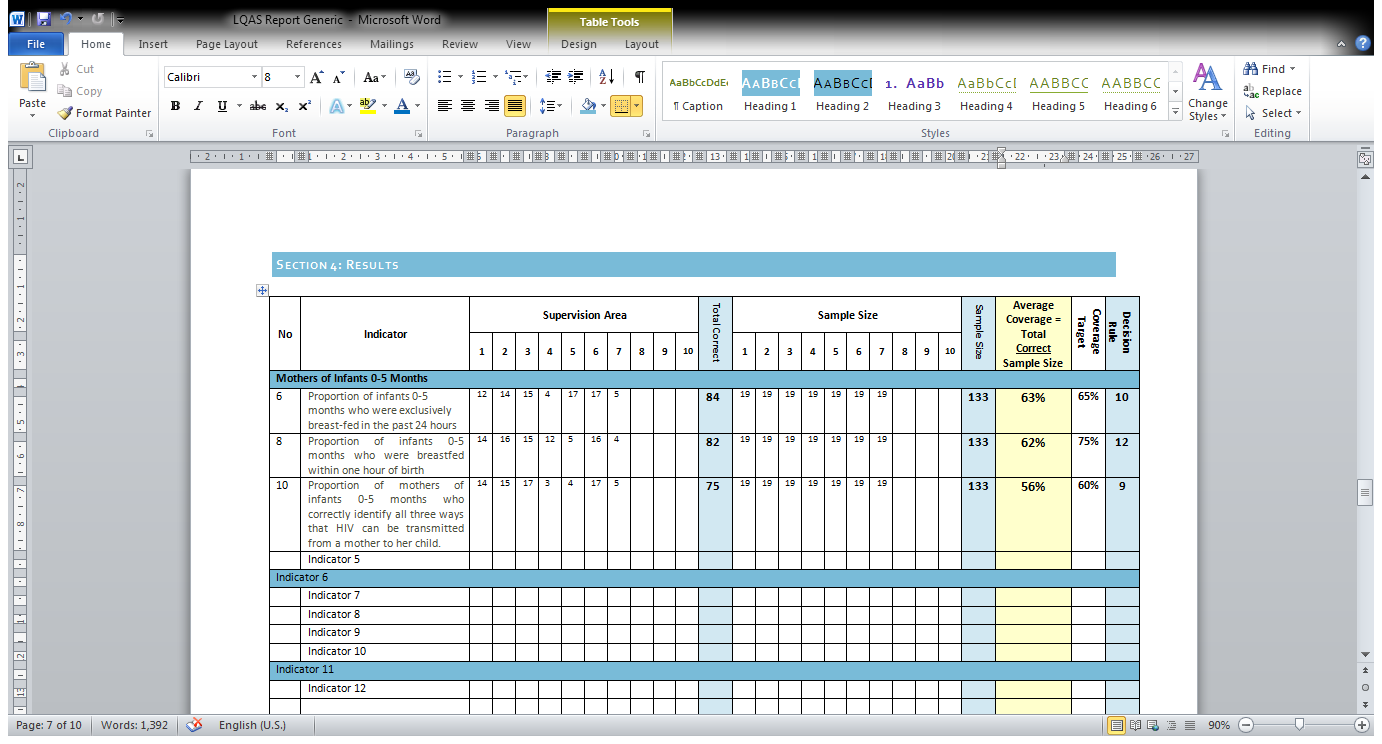 LQAS Report Generic - Microsoft Word
Table Tools
File Home Insert Page Layout References Mailings Review View Design Layout
Paste
Cut
Copy
Format Painter
Calibri 8
AaBbCcDdE AaBbCcI AaBbCcI 1. AaBb AaBbCcI AABBCC AABBCC
¶ Caption Heading 1 Heading 2 Heading 3 Heading 4 Heading 5 Heading 6
Change
Styles
Find
Replace
Select
Clipboard Font Paragraph Styles Editing
Section 4: Results
No Indicator Supervision Area Total Correct Sample Size Sample Size Average Coverage = Total Correct Sample Size Coverage Target Decision Rule
1 2 3 4 5 6 7 8 9 10 1 2 3 4 5 6 7 8 9 10
Mothers of Infants 0-5 Months
6 Proportion of infants 0-5 12 14 15 4 17 17 5 84 19 19 19 19 19 19 19 133 63% 65% 10
months who were exclusively
breast-fed in the past 24 hours
8 Proportion of infants 0-5 14 16 15 12 5 16 4 82 19 19 19 19 19 19 19 133 62% 75% 12
months who were breastfed
within one hour of birth
10 Proportion of mothers of 14 15 17 3 4 17 5 75 19 19 19 19 19 19 19 133 56% 60% 9
infants 0-5 months who
correctly identify all three ways
that HIV can be transmitted
from a mother to her child.
Indicator 5
Indicator 6
Indicator 7
Indicator 8
Indicator 9
Indicator 10
Indicator 11
Indicator 12
Page: 7 of 10 Words: 1,392 English (U.S.) 90%